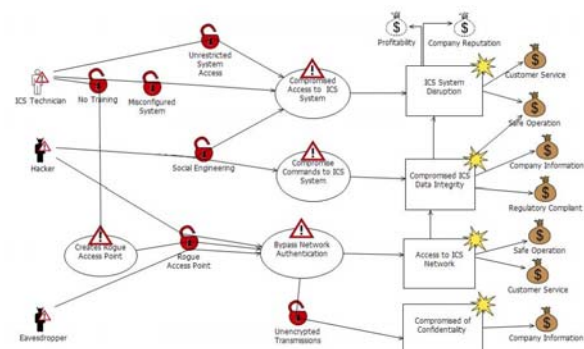 Profitability
Company Reputation
Unrestricted
System
Access
ICS Technician
No Training
Misconfigured
System
Compromised
Access to ICS
System
ICS System
Disruption
Customer Service
Safe Operation
Hacker
Social Engineering
Compromise
Commands to ICS
System
Compromised ICS
Data Integrity
Company Information
Regulatory Compliant
Creates Rogue
Access Point
Rogue
Access Point
Bypass Network
Authentication
Access to ICS
Network
Safe Operation
Customer Service
Eavesdropper
Unencrypted
Transmissions
Compromised of
Confidentiality
Company Information